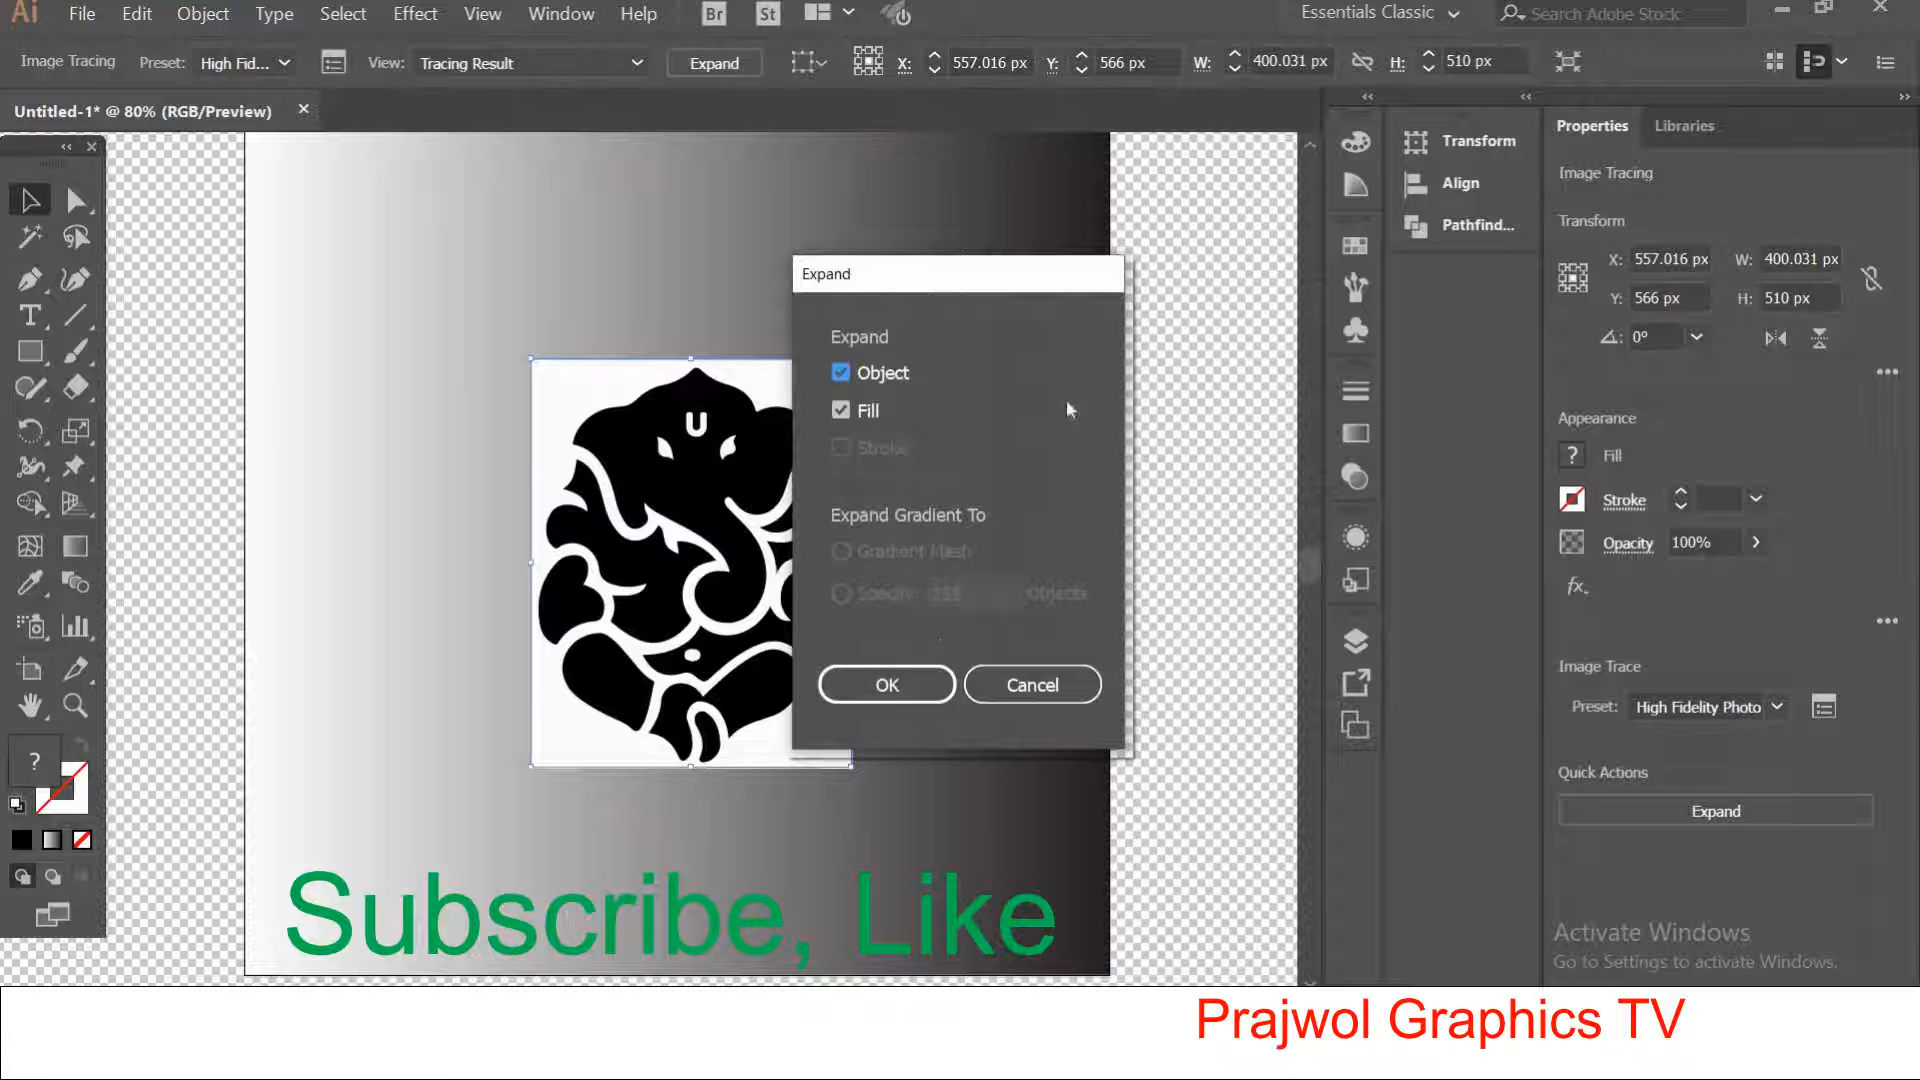 Ai File Edit Object Type Select Effect View Window Help Br St Essentials Classic Search Adobe Stock
Image Tracing Preset: High Fid... View: Tracing Result Expand X: 557.016 px Y: 566 px W: 400.031 px H: 510 px
Untitled-1* @ 80% (RGB/Preview)
Expand
Expand
Object
Fill
Stroke
Expand Gradient To
Gradient Mesh
Specify: 255 Objects
OK Cancel
Transform
Align
Pathfind...
Properties Libraries
Image Tracing
Transform
X: 557.016 px W: 400.031 px
Y: 566 px H: 510 px
0°
Appearance
? Fill
Stroke
Opacity 100%
fx.
Image Trace
Preset: High Fidelity Photo
Quick Actions
Expand
Activate Windows
Go to Settings to activate Windows.
?
Subscribe, Like
Prajwol Graphics TV